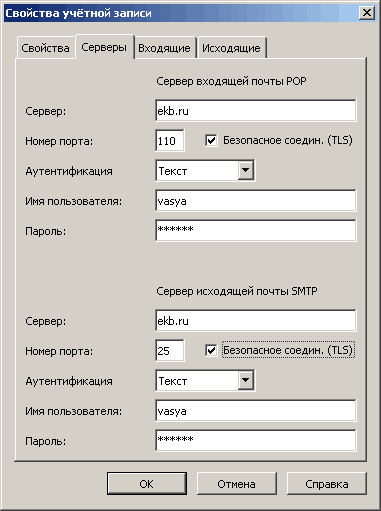 Свойства учётной записи
Свойства Серверы Входящие Исходящие
Сервер входящей почты POP
Сервер: ekb.ru
Номер порта: 110 Безопасное соедин. (TLS)
Аутентификация Текст
Имя пользователя: vasya
Пароль: ******
Сервер исходящей почты SMTP
Сервер: ekb.ru
Номер порта: 25 Безопасное соедин. (TLS)
Аутентификация Текст
Имя пользователя: vasya
Пароль: ******
OK Отмена Справка